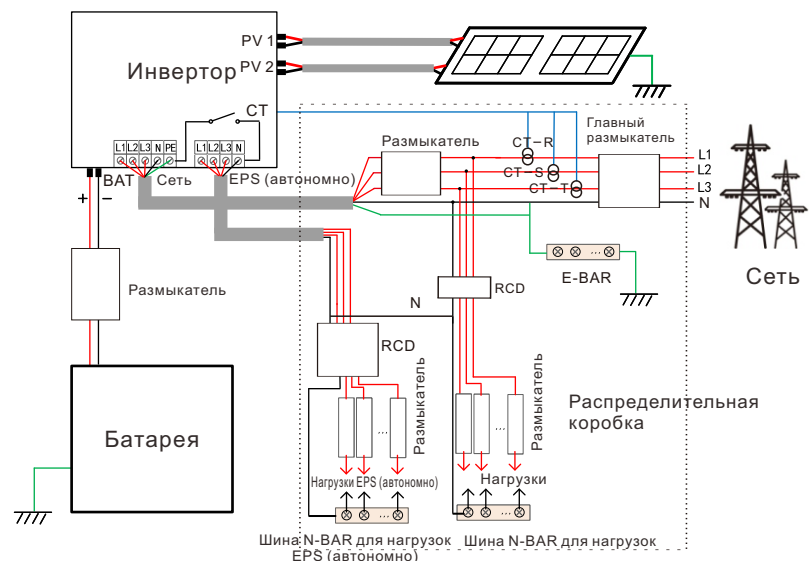 PV 1
Инвертор
PV 2
CT
L1 L2 L3 N PE
L1 L2 L3 N
BAT
Сеть
EPS (автономно)
+
−
Размыкатель
Батарея
Размыкатель
CT−R
CT−S
CT−T
Главный
размыкатель
L1
L2
L3
N
Сеть
...
E-BAR
RCD
N
RCD
Размыкатель
...
Размыкатель
...
Распределительная
коробка
Нагрузки EPS (автономно)
Нагрузки
...
...
Шина N-BAR для нагрузок
EPS (автономно)
Шина N-BAR для нагрузок